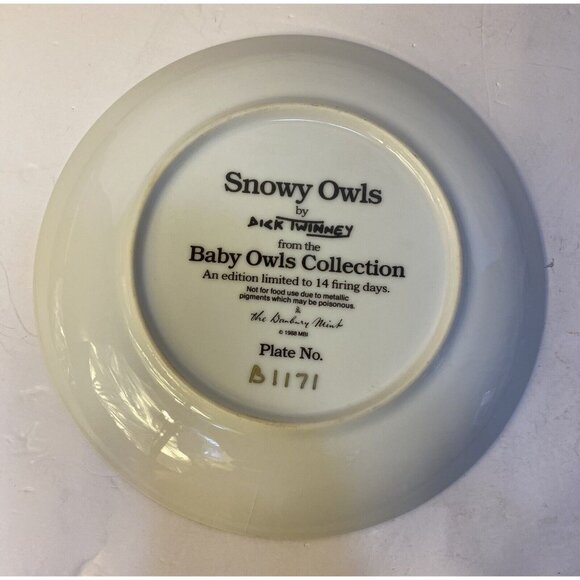 Snowy Owls
by
DICK TWINNEY
from the
Baby Owls Collection
An edition limited to 14 firing days.
Not for food use due to metallic
pigments which may be poisonous.
&
the Danbury Mint
© 1988 MBI
Plate No.
B1171